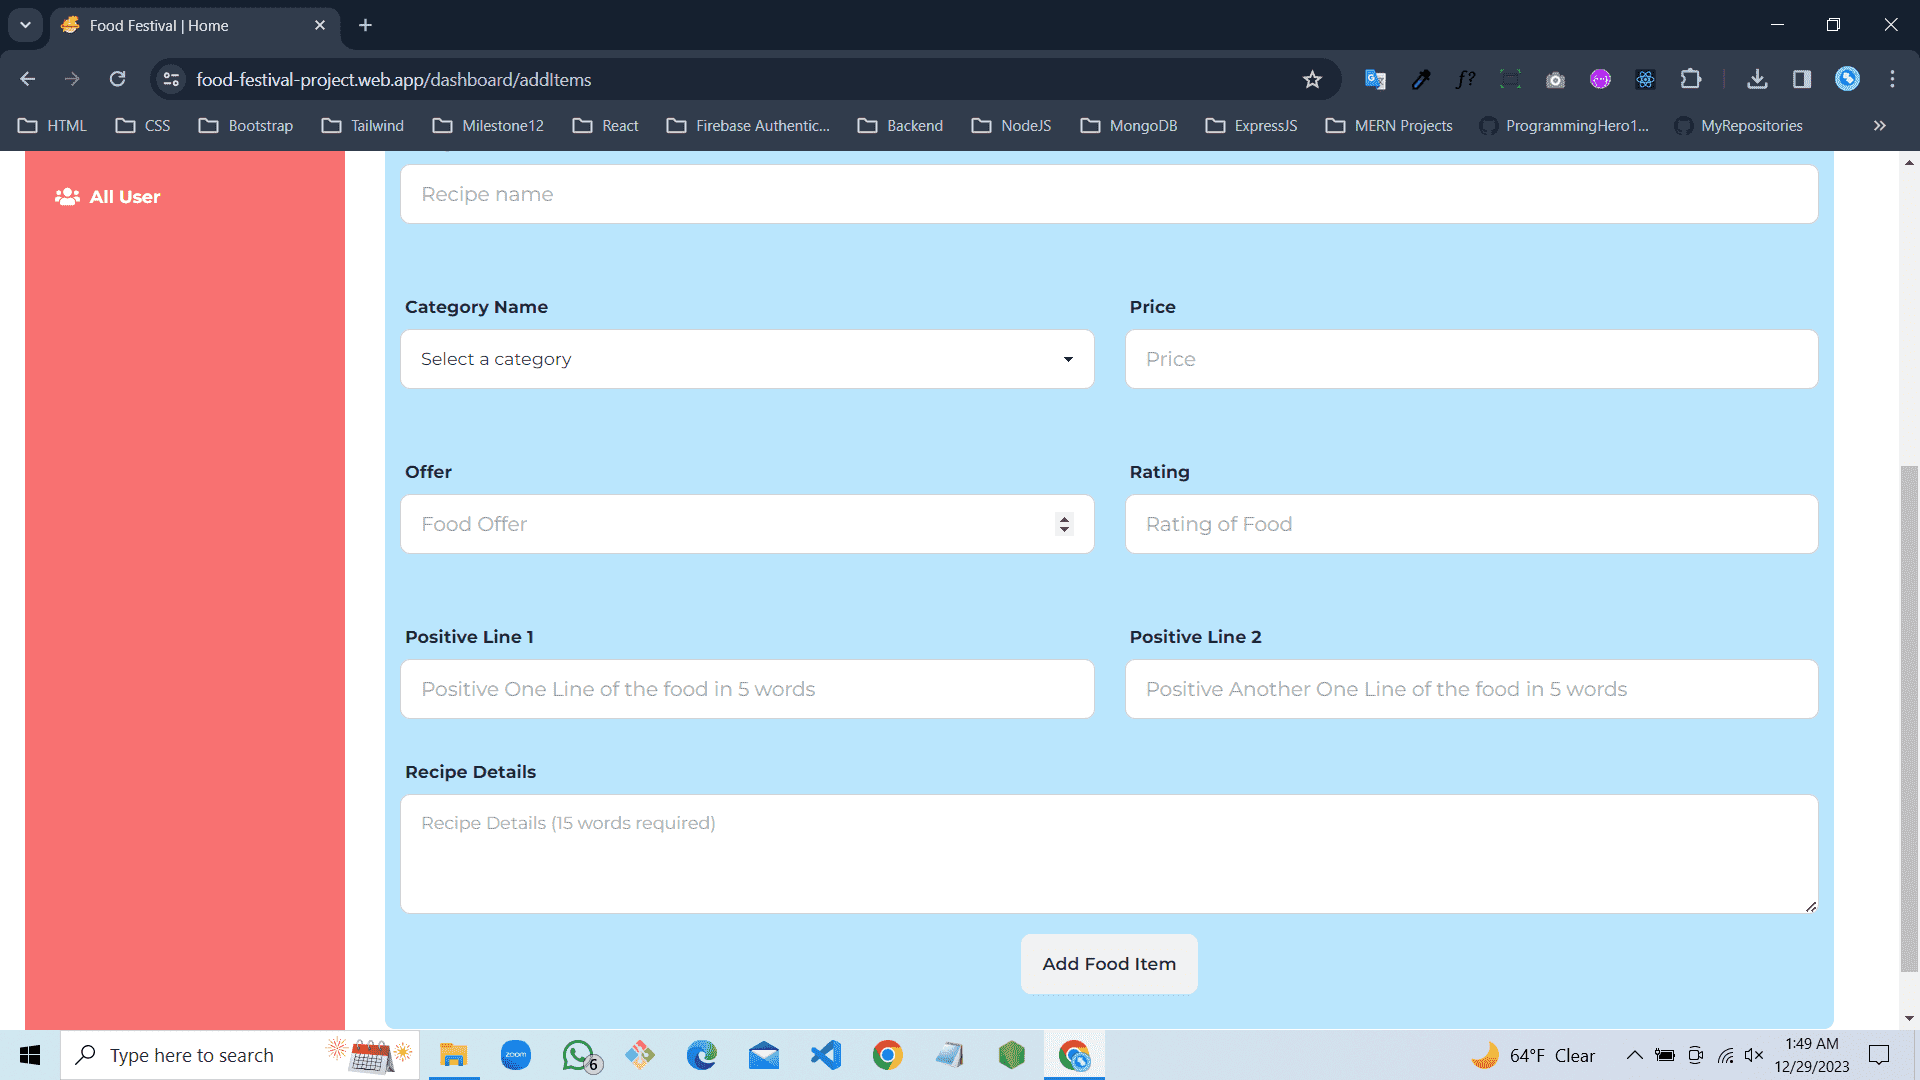 Food Festival | Home
food-festival-project.web.app/dashboard/addItems
HTML CSS Bootstrap Tailwind Milestone12 React Firebase Authentic... Backend NodeJS MongoDB ExpressJS MERN Projects ProgrammingHero1... MyRepositories
All User
Recipe name
Category Name Price
Select a category Price
Offer Rating
Food Offer Rating of Food
Positive Line 1 Positive Line 2
Positive One Line of the food in 5 words Positive Another One Line of the food in 5 words
Recipe Details
Recipe Details (15 words required)
Add Food Item
Type here to search zoom 6 64°F Clear 1:49 AM
12/29/2023